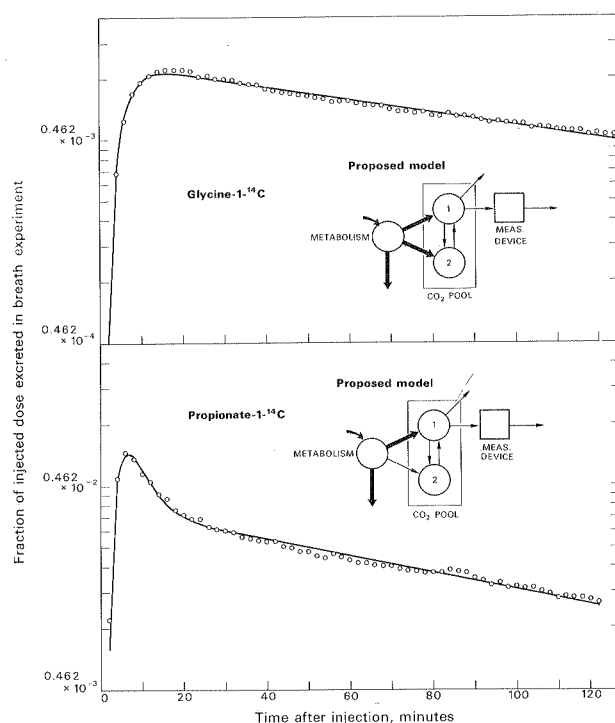 Fraction of injected dose excreted in breath experiment
0.462
× 10⁻³
Glycine-1-¹⁴C
Proposed model
METABOLISM
1
2
MEAS.
DEVICE
CO₂ POOL
0.462
× 10⁻⁴
Proposed model
Propionate-1-¹⁴C
METABOLISM
1
2
MEAS.
DEVICE
CO₂ POOL
0.462
× 10⁻²
0.462
× 10⁻³
0 20 40 60 80 100 120
Time after injection, minutes